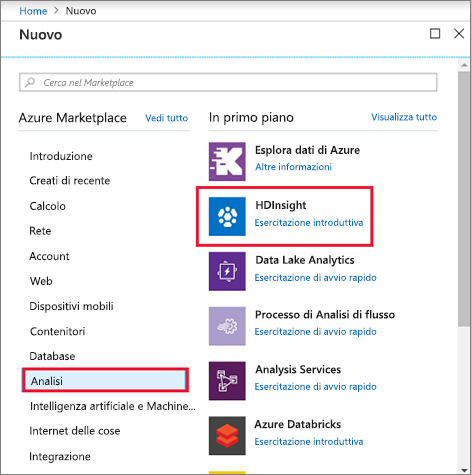 Home > Nuovo
Nuovo
Cerca nel Marketplace
Azure Marketplace Vedi tutto
Introduzione
Creati di recente
Calcolo
Rete
Account
Web
Dispositivi mobili
Contenitori
Database
Analisi
Intelligenza artificiale e Machine...
Internet delle cose
Integrazione
In primo piano Visualizza tutto
Esplora dati di Azure
Altre informazioni
HDInsight
Esercitazione introduttiva
Data Lake Analytics
Esercitazione di avvio rapido
Processo di Analisi di flusso
Esercitazione di avvio rapido
Analysis Services
Esercitazione di avvio rapido
Azure Databricks
Esercitazione introduttiva